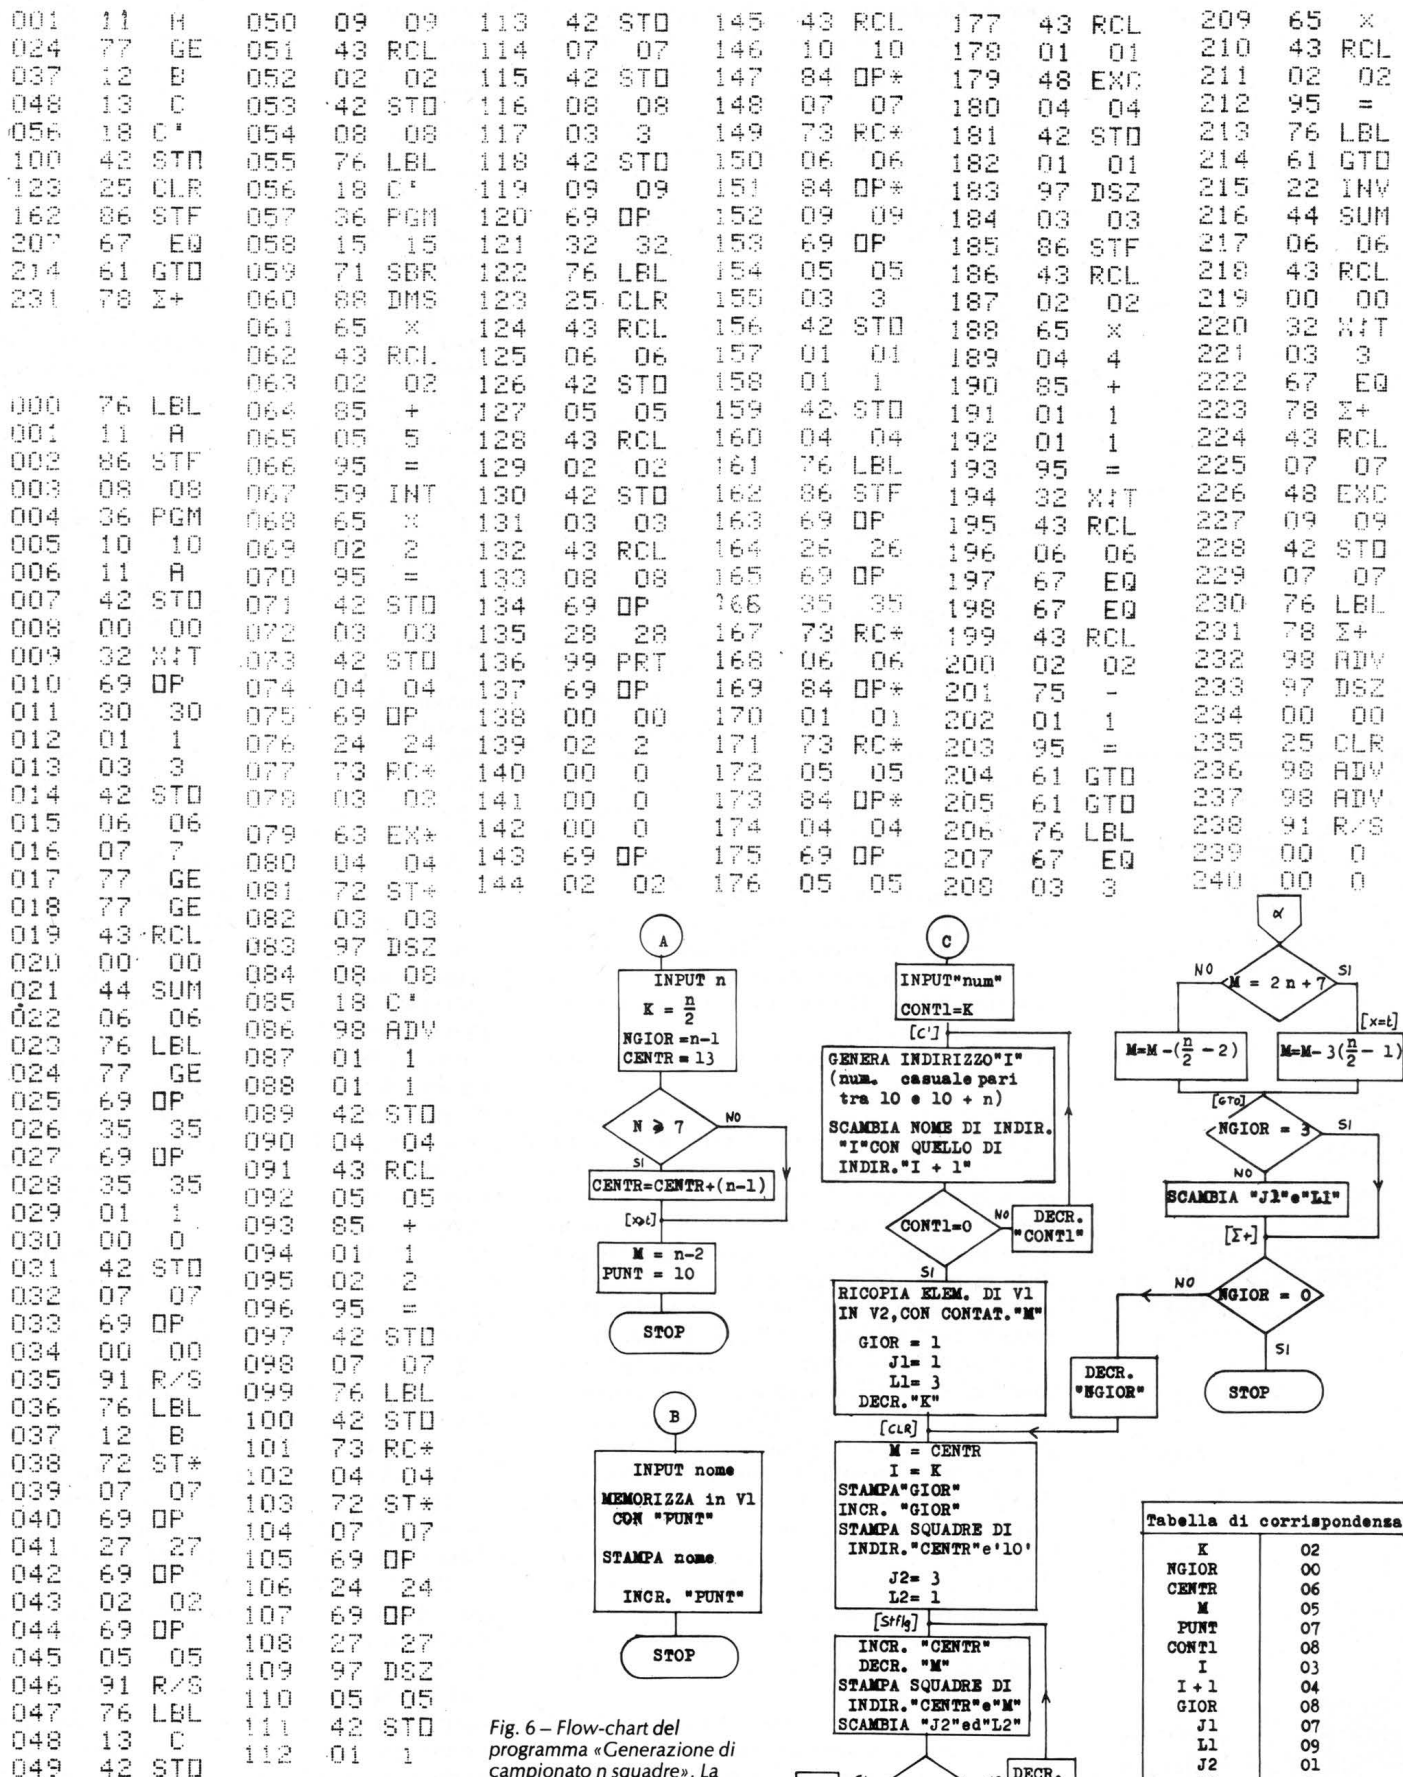 001 11 A
024 77 GE
037 12 B
048 13 C
056 18 C'
100 42 STO
123 25 CLR
162 86 STF
207 67 EQ
214 61 GTO
231 78 Σ+
000 76 LBL
001 11 A
002 86 STF
003 08 08
004 36 PGM
005 10 10
006 11 A
007 42 STO
008 00 00
009 32 X:T
010 69 OP
011 30 30
012 01 1
013 03 3
014 42 STO
015 06 06
016 07 7
017 77 GE
018 77 GE
019 43 RCL
020 00 00
021 44 SUM
022 06 06
023 76 LBL
024 77 GE
025 69 OP
026 35 35
027 69 OP
028 35 35
029 01 1
030 00 0
031 42 STO
032 07 07
033 69 OP
034 00 00
035 91 R/S
036 76 LBL
037 12 B
038 72 ST*
039 07 07
040 69 OP
041 27 27
042 69 OP
043 02 02
044 69 OP
045 05 05
046 91 R/S
047 76 LBL
048 13 C
049 42 STO
050 09 09
051 43 RCL
052 02 02
053 42 STO
054 08 08
055 76 LBL
056 18 C'
057 36 PGM
058 15 15
059 71 SBR
060 88 DMS
061 65 ×
062 43 RCL
063 02 02
064 85 +
065 05 5
066 95 =
067 59 INT
068 65 ×
069 02 2
070 95 =
071 42 STO
072 03 03
073 42 STO
074 04 04
075 69 OP
076 24 24
077 73 RC*
078 03 03
079 63 EX*
080 04 04
081 72 ST*
082 03 03
083 97 DSZ
084 08 08
085 18 C'
086 98 ADV
087 01 1
088 01 1
089 42 STO
090 04 04
091 43 RCL
092 05 05
093 85 +
094 01 1
095 02 2
096 95 =
097 42 STO
098 07 07
099 76 LBL
100 42 STO
101 73 RC*
102 04 04
103 72 ST*
104 07 07
105 69 OP
106 24 24
107 69 OP
108 27 27
109 97 DSZ
110 05 05
111 42 STO
112 01 1
113 42 STO
114 07 07
115 42 STO
116 08 08
117 03 3
118 42 STO
119 09 09
120 69 OP
121 32 32
122 76 LBL
123 25 CLR
124 43 RCL
125 06 06
126 42 STO
127 05 05
128 43 RCL
129 02 02
130 42 STO
131 03 03
132 43 RCL
133 08 08
134 69 OP
135 28 28
136 99 PRT
137 69 OP
138 00 00
139 02 2
140 00 0
141 00 0
142 00 0
143 69 OP
144 02 02
145 43 RCL
146 10 10
147 84 OP*
148 07 07
149 73 RC*
150 06 06
151 84 OP*
152 09 09
153 69 OP
154 05 05
155 03 3
156 42 STO
157 01 01
158 01 1
159 42 STO
160 04 04
161 76 LBL
162 86 STF
163 69 OP
164 26 26
165 69 OP
166 35 35
167 73 RC*
168 06 06
169 84 OP*
170 01 01
171 73 RC*
172 05 05
173 84 OP*
174 04 04
175 69 OP
176 05 05
177 43 RCL
178 01 01
179 48 EXC
180 04 04
181 42 STO
182 01 01
183 97 DSZ
184 03 03
185 86 STF
186 43 RCL
187 02 02
188 65 ×
189 04 4
190 85 +
191 01 1
192 01 1
193 95 =
194 32 X:T
195 43 RCL
196 06 06
197 67 EQ
198 67 EQ
199 43 RCL
200 02 02
201 75 -
202 01 1
203 95 =
204 61 GTO
205 61 GTO
206 76 LBL
207 67 EQ
208 03 3
209 65 ×
210 43 RCL
211 02 02
212 95 =
213 76 LBL
214 61 GTO
215 22 INV
216 44 SUM
217 06 06
218 43 RCL
219 00 00
220 32 X:T
221 03 3
222 67 EQ
223 78 Σ+
224 43 RCL
225 07 07
226 48 EXC
227 09 09
228 42 STO
229 07 07
230 76 LBL
231 78 Σ+
232 98 ADV
233 97 DSZ
234 00 00
235 25 CLR
236 98 ADV
237 98 ADV
238 91 R/S
239 00 0
240 00 0
A
INPUT n
K = n/2
NGIOR =n-1
CENTR = 13
N ⩾ 7
NO
SI
CENTR=CENTR+(n-1)
[x⩾t]
M = n-2
PUNT = 10
STOP
B
INPUT nome
MEMORIZZA in V1
CON "PUNT"
STAMPA nome
INCR. "PUNT"
STOP
Fig. 6 – Flow-chart del
programma «Generazione di
campionato n squadre». La
C
INPUT"num"
CONT1=K
[C']
GENERA INDIRIZZO"I"
(num. casuale pari
tra 10 e 10 + n)
SCAMBIA NOME DI INDIR.
"I"CON QUELLO DI
INDIR."I + 1"
CONT1=0
NO
DECR.
"CONT1"
SI
RICOPIA ELEM. DI V1
IN V2,CON CONTAT."M"
GIOR = 1
J1= 1
L1= 3
DECR."K"
[CLR]
M = CENTR
I = K
STAMPA"GIOR"
INCR. "GIOR"
STAMPA SQUADRE DI
INDIR."CENTR"e'10'
J2= 3
L2= 1
[Stflg]
INCR. "CENTR"
DECR. "M"
STAMPA SQUADRE DI
INDIR."CENTR"e"M"
SCAMBIA "J2"ed"L2"
DECR.
α
NO
M = 2n+7
SI
[x=t]
M=M-(n/2 - 2)
M=M- 3(n/2 - 1)
[GTO]
NGIOR = 3
SI
NO
SCAMBIA "J1"e"L1"
[Σ+]
NO
NGIOR = 0
SI
DECR.
"NGIOR"
STOP
Tabella di corrispondenza
K 02
NGIOR 00
CENTR 06
M 05
PUNT 07
CONT1 08
I 03
I+1 04
GIOR 08
J1 07
L1 09
J2 01